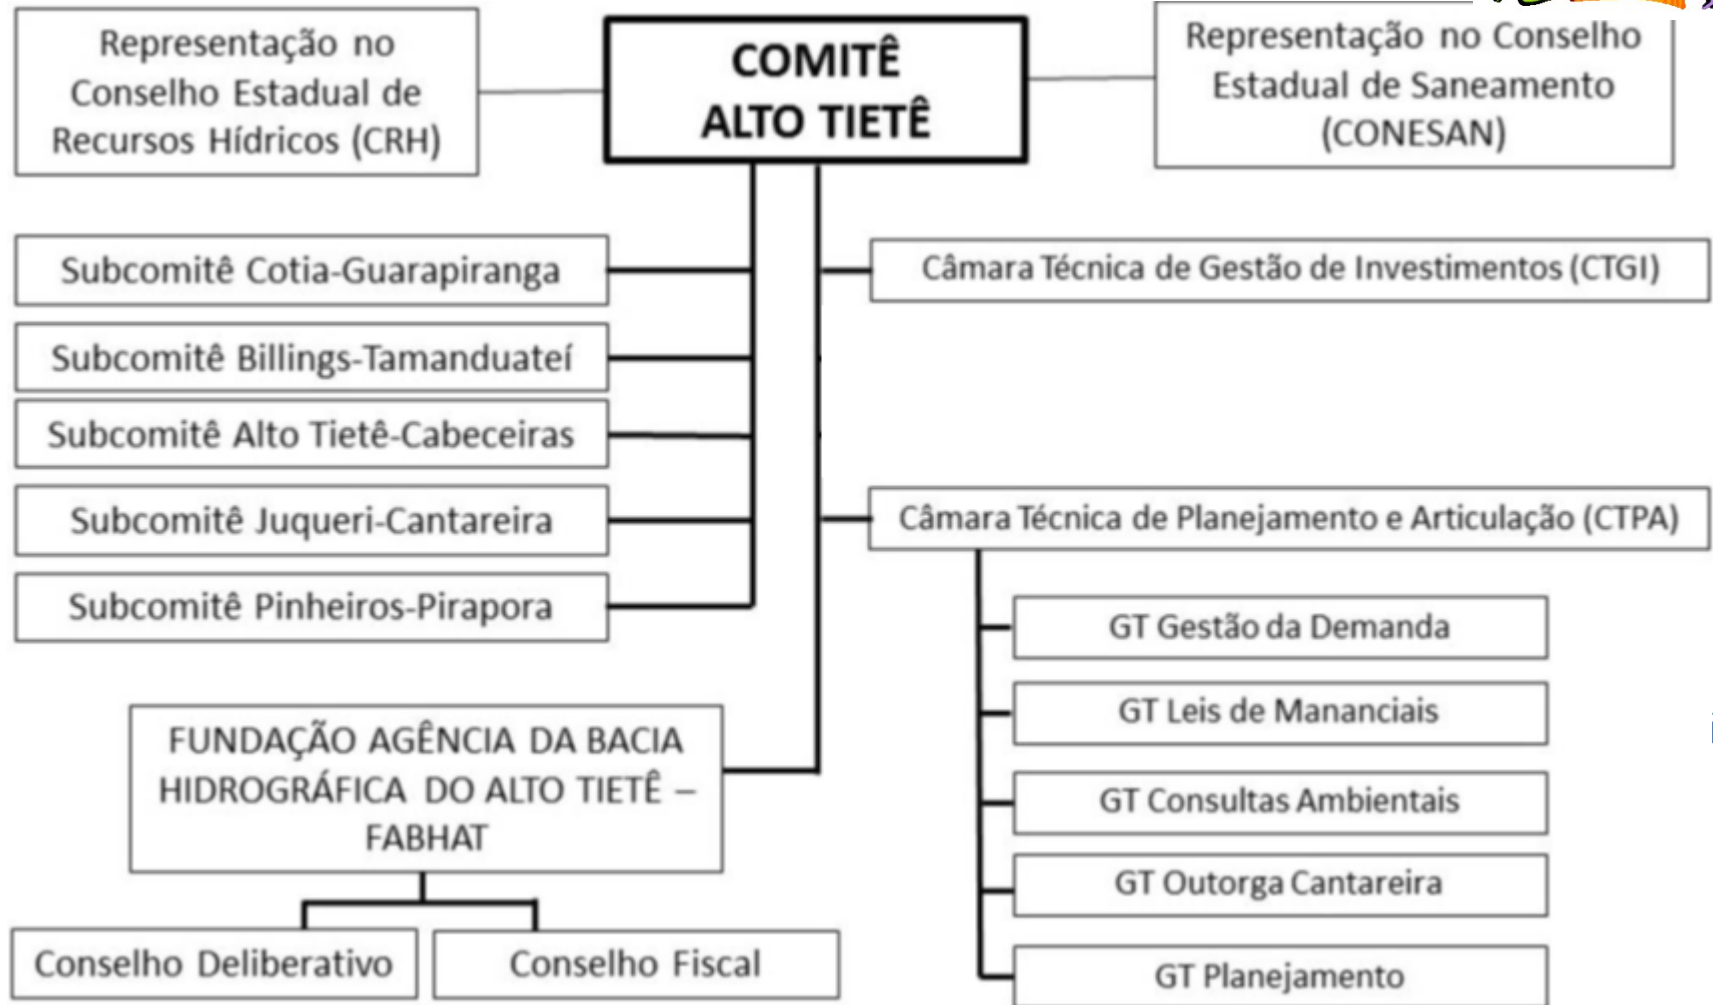 Representação no
Conselho Estadual de
Recursos Hídricos (CRH)
COMITÊ
ALTO TIETÊ
Representação no Conselho
Estadual de Saneamento
(CONESAN)
Subcomitê Cotia-Guarapiranga
Subcomitê Billings-Tamanduateí
Subcomitê Alto Tietê-Cabeceiras
Subcomitê Juqueri-Cantareira
Subcomitê Pinheiros-Pirapora
Câmara Técnica de Gestão de Investimentos (CTGI)
Câmara Técnica de Planejamento e Articulação (CTPA)
GT Gestão da Demanda
GT Leis de Mananciais
GT Consultas Ambientais
GT Outorga Cantareira
GT Planejamento
FUNDAÇÃO AGÊNCIA DA BACIA
HIDROGRÁFICA DO ALTO TIETÊ –
FABHAT
Conselho Deliberativo
Conselho Fiscal